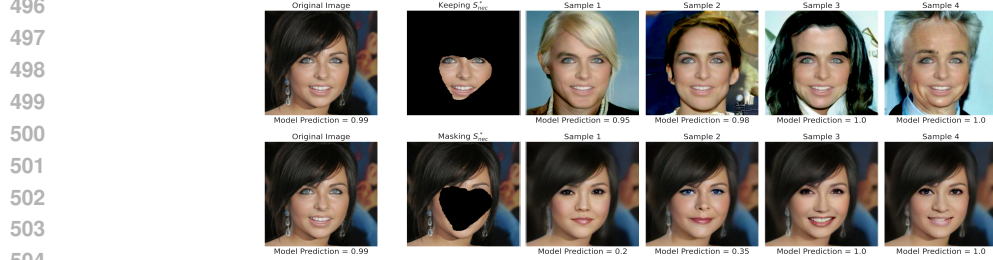 496
497
498
499
500
501
502
503
504
Original Image
Keeping S*nec
Sample 1
Sample 2
Sample 3
Sample 4
Model Prediction = 0.99
Model Prediction = 0.95
Model Prediction = 0.98
Model Prediction = 1.0
Model Prediction = 1.0
Original Image
Masking S*nec
Sample 1
Sample 2
Sample 3
Sample 4
Model Prediction = 0.99
Model Prediction = 0.2
Model Prediction = 0.35
Model Prediction = 1.0
Model Prediction = 1.0